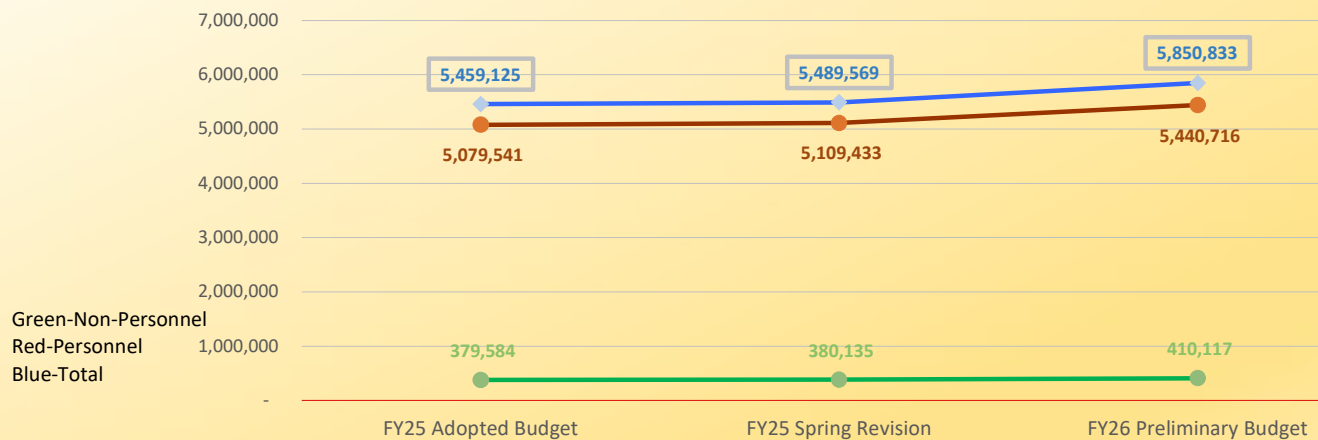 7,000,000
6,000,000
5,000,000
4,000,000
3,000,000
2,000,000
1,000,000
-
5,459,125
5,489,569
5,850,833
5,079,541
5,109,433
5,440,716
379,584
380,135
410,117
Green-Non-Personnel
Red-Personnel
Blue-Total
FY25 Adopted Budget
FY25 Spring Revision
FY26 Preliminary Budget